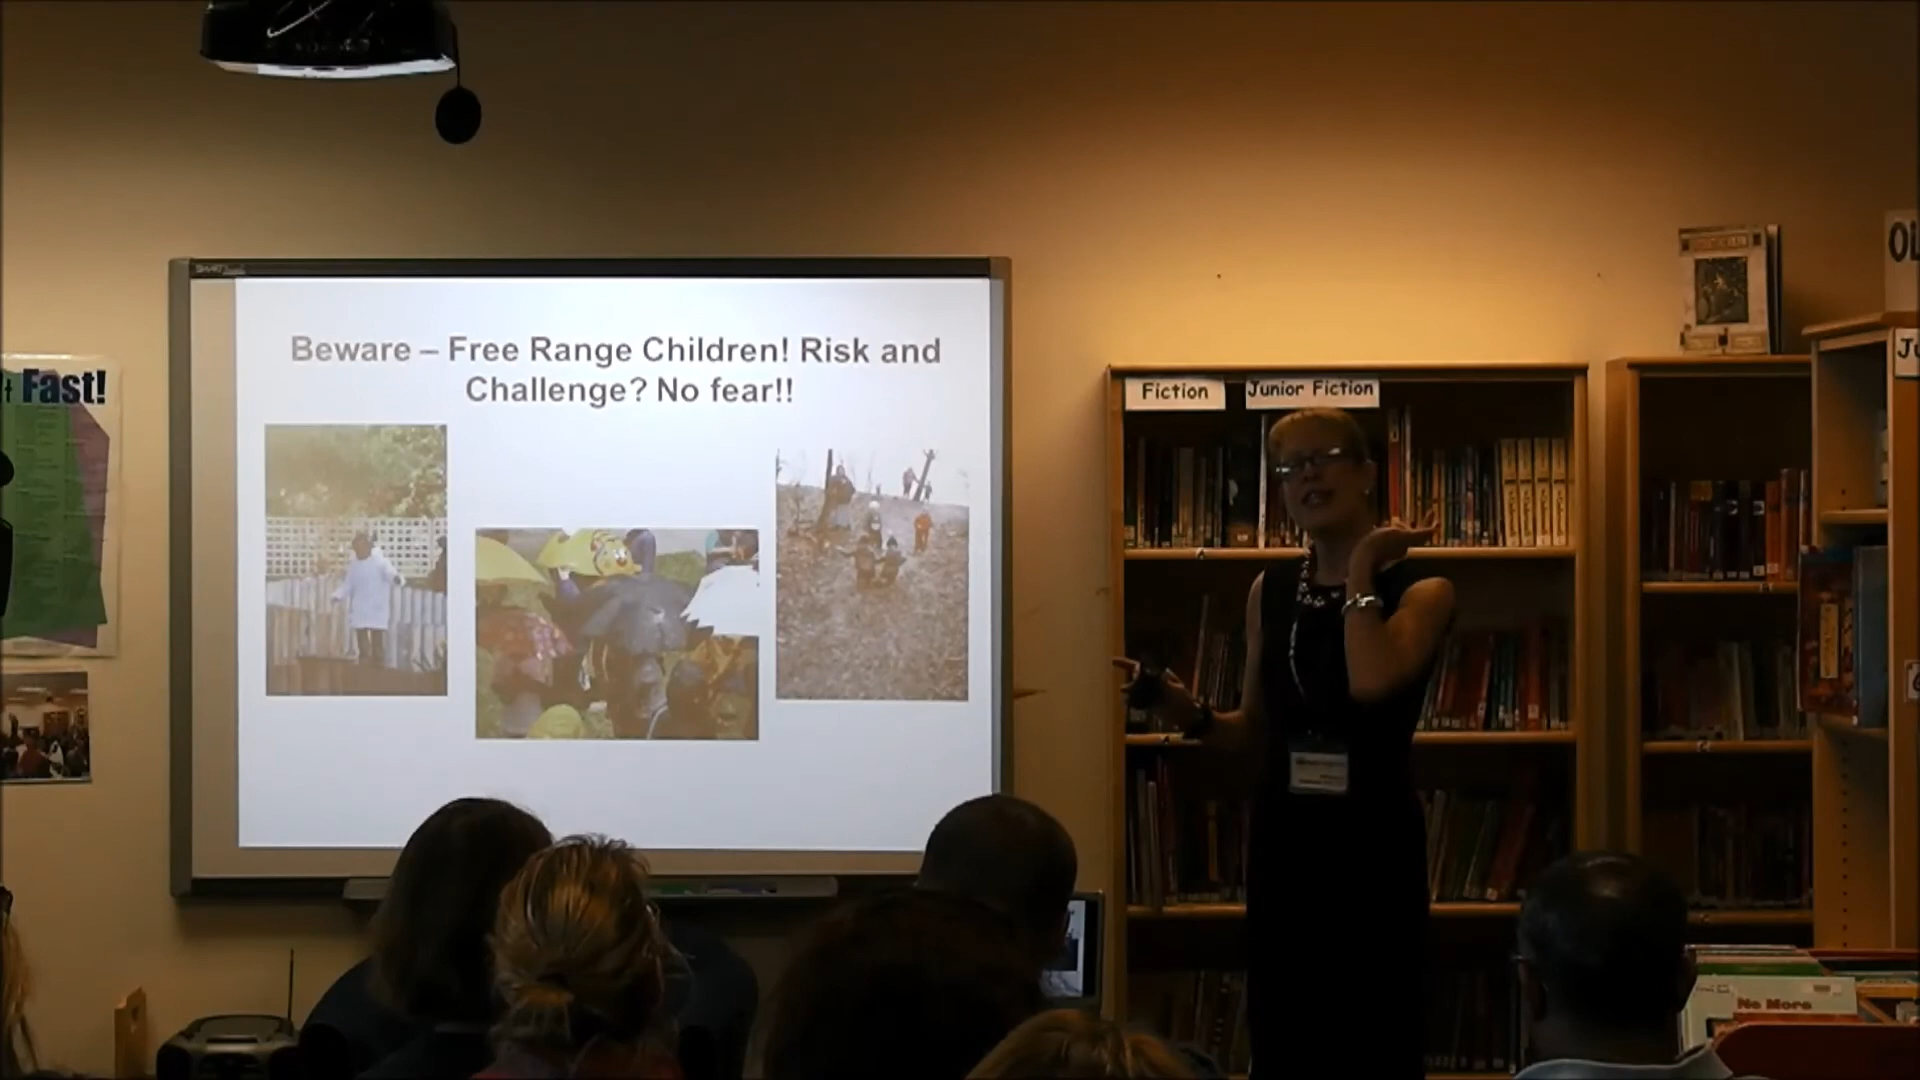 Beware – Free Range Children! Risk and
Challenge? No fear!!
Fast!
Fiction
Junior Fiction
No More